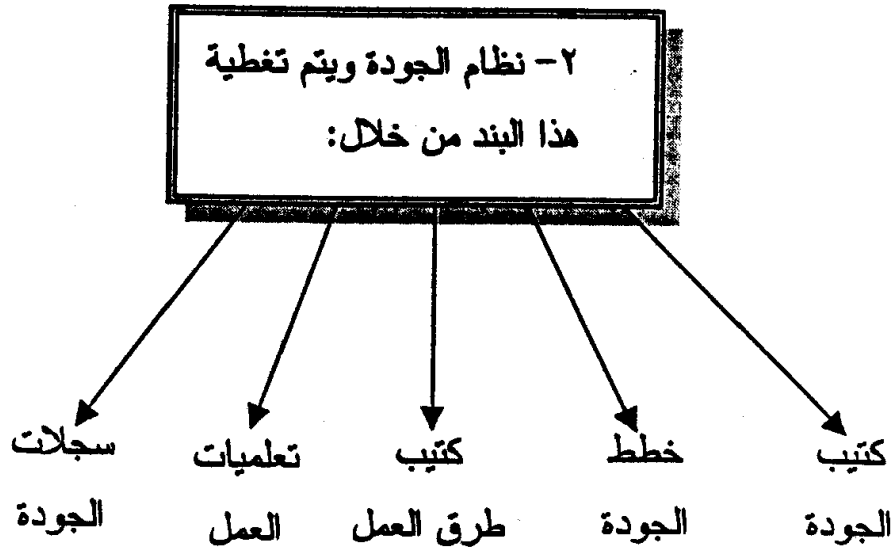 ٢- نظام الجودة ويتم تغطية
هذا البند من خلال:
كتيب
الجودة
خطط
الجودة
كتيب
طرق العمل
تعلميات
العمل
سجلات
الجودة